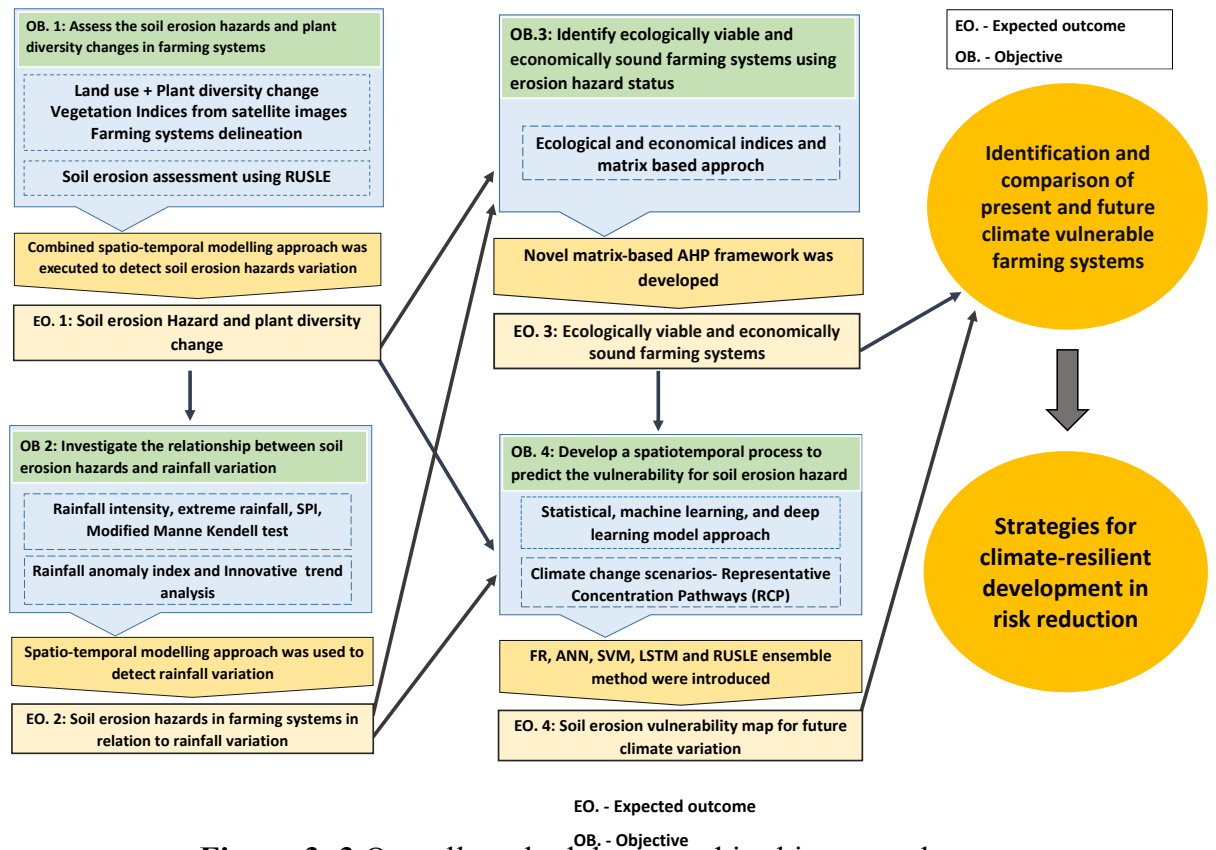 OB. 1: Assess the soil erosion hazards and plant
diversity changes in farming systems
Land use + Plant diversity change
Vegetation Indices from satellite images
Farming systems delineation
Soil erosion assessment using RUSLE
Combined spatio-temporal modelling approach was
executed to detect soil erosion hazards variation
EO. 1: Soil erosion Hazard and plant diversity
change
OB 2: Investigate the relationship between soil
erosion hazards and rainfall variation
Rainfall intensity, extreme rainfall, SPI,
Modified Manne Kendell test
Rainfall anomaly index and Innovative trend
analysis
Spatio-temporal modelling approach was used to
detect rainfall variation
EO. 2: Soil erosion hazards in farming systems in
relation to rainfall variation
OB.3: Identify ecologically viable and
economically sound farming systems using
erosion hazard status
Ecological and economical indices and
matrix based approch
Novel matrix-based AHP framework was
developed
EO. 3: Ecologically viable and economically
sound farming systems
OB. 4: Develop a spatiotemporal process to
predict the vulnerability for soil erosion hazard
Statistical, machine learning, and deep
learning model approach
Climate change scenarios- Representative
Concentration Pathways (RCP)
FR, ANN, SVM, LSTM and RUSLE ensemble
method were introduced
EO. 4: Soil erosion vulnerability map for future
climate variation
EO. - Expected outcome
OB. - Objective
Identification and
comparison of
present and future
climate vulnerable
farming systems
Strategies for
climate-resilient
development in
risk reduction
EO. - Expected outcome
OB. - Objective